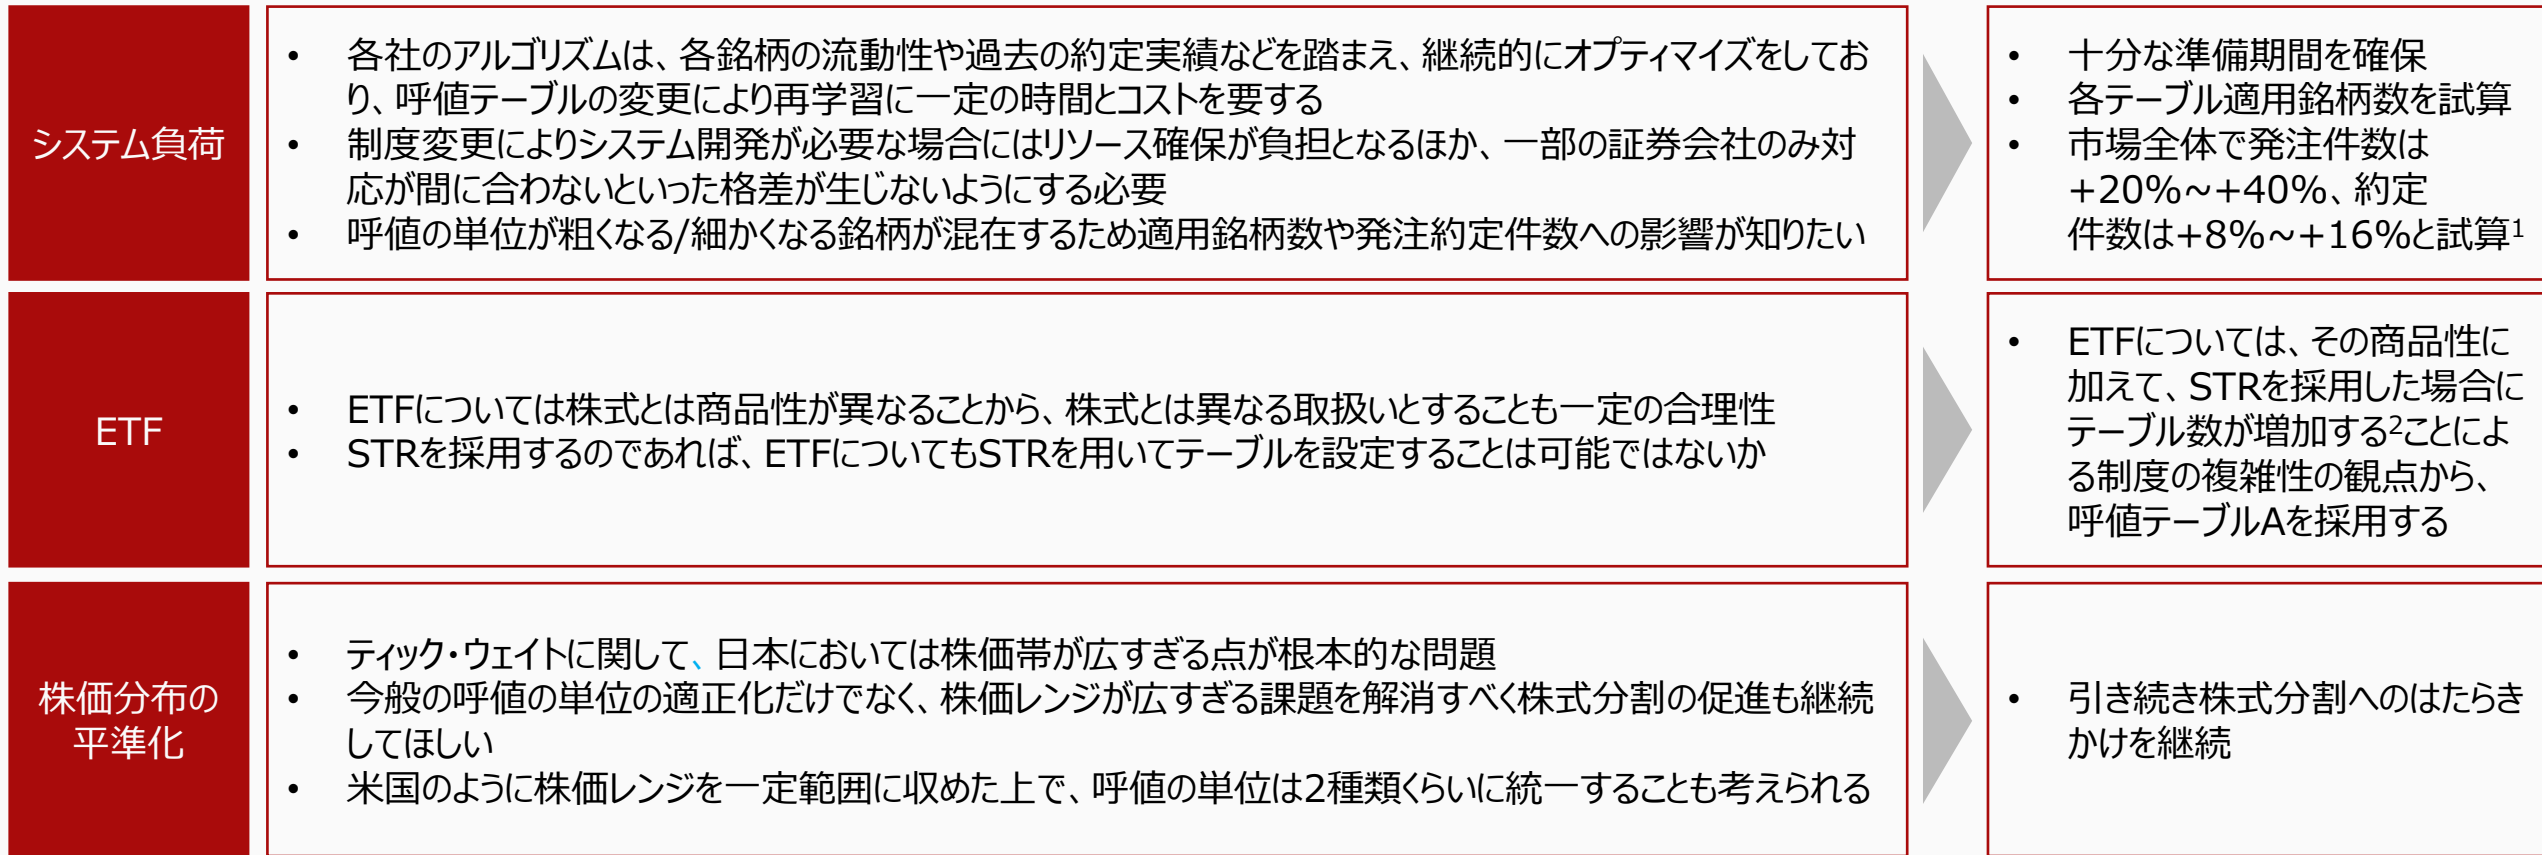 システム負荷
• 各社のアルゴリズムは、各銘柄の流動性や過去の約定実績などを踏まえ、継続的にオプティマイズをしてお
り、呼値テーブルの変更により再学習に一定の時間とコストを要する
• 制度変更によりシステム開発が必要な場合にはリソース確保が負担となるほか、一部の証券会社のみ対
応が間に合わないといった格差が生じないようにする必要
• 呼値の単位が粗くなる/細かくなる銘柄が混在するため適用銘柄数や発注約定件数への影響が知りたい
• 十分な準備期間を確保
• 各テーブル適用銘柄数を試算
• 市場全体で発注件数は
+20%~+40%、約定
件数は+8%~+16%と試算¹
ETF
• ETFについては株式とは商品性が異なることから、株式とは異なる取扱いとすることも一定の合理性
• STRを採用するのであれば、ETFについてもSTRを用いてテーブルを設定することは可能ではないか
• ETFについては、その商品性に
加えて、STRを採用した場合に
テーブル数が増加する²ことによ
る制度の複雑性の観点から、
呼値テーブルAを採用する
株価分布の
平準化
• ティック・ウェイトに関して、日本においては株価帯が広すぎる点が根本的な問題
• 今般の呼値の単位の適正化だけでなく、株価レンジが広すぎる課題を解消すべく株式分割の促進も継続
してほしい
• 米国のように株価レンジを一定範囲に収めた上で、呼値の単位は2種類くらいに統一することも考えられる
• 引き続き株式分割へのはたらき
かけを継続